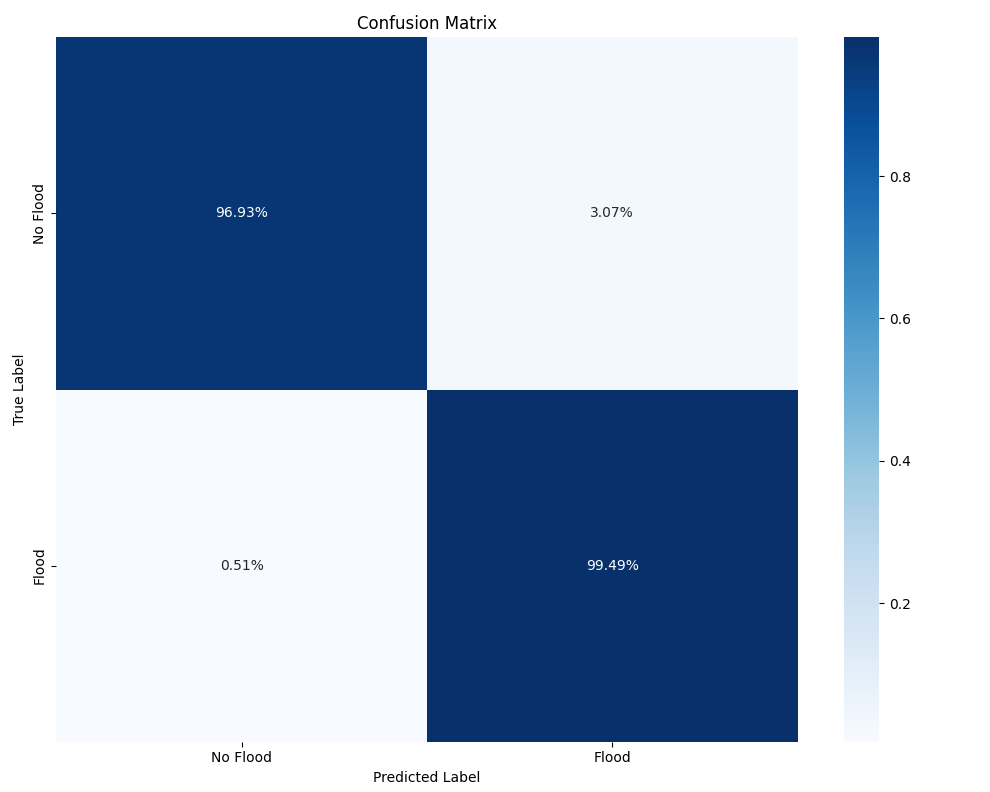 Confusion Matrix
No Flood
96.93%
3.07%
True Label
Flood
0.51%
99.49%
No Flood
Flood
Predicted Label
0.8
0.6
0.4
0.2